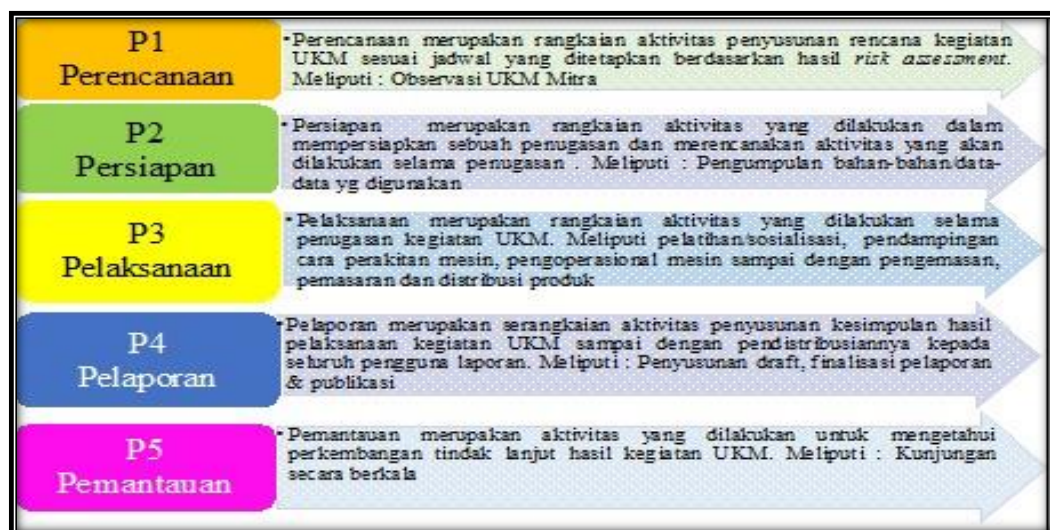 P1
Perencanaan
•Perencanaan merupakan rangkaian aktivitas penyusunan rencana kegiatan
UKM sesuai jadwal yang ditetapkan berdasarkan hasil risk assessment.
Meliputi : Observasi UKM Mitra
P2
Persiapan
•Persiapan merupakan rangkaian aktivitas yang dilakukan dalam
mempersiapkan sebuah penugasan dan merencanakan aktivitas yang akan
dilakukan selama penugasan . Meliputi : Pengumpulan bahan-bahan/data-
data yg digunakan
P3
Pelaksanaan
•Pelaksanaan merupakan rangkaian aktivitas yang dilakukan selama
penugasan kegiatan UKM. Meliputi pelatihan/sosialisasi, pendampingan
cara perakitan mesin, pengoperasional mesin sampai dengan pengemasan,
pemasaran dan distribusi produk
P4
Pelaporan
•Pelaporan merupakan serangkaian aktivitas penyusunan kesimpulan hasil
pelaksanaan kegiatan UKM sampai dengan pendistribusiannya kepada
seluruh pengguna laporan. Meliputi : Penyusunan draft, finalisasi pelaporan
& publikasi
P5
Pemantauan
•Pemantauan merupakan aktivitas yang dilakukan untuk mengetahui
perkembangan tindak lanjut hasil kegiatan UKM. Meliputi : Kunjungan
secara berkala